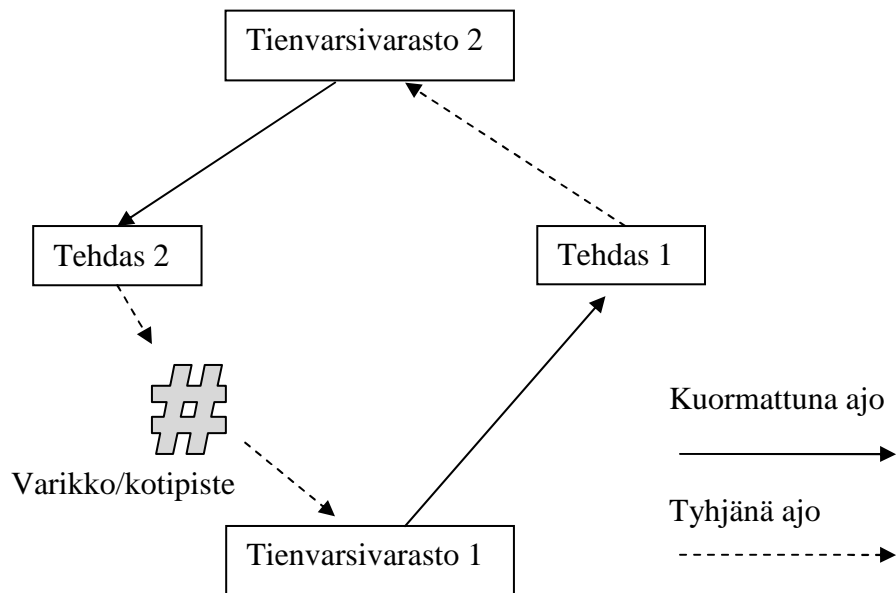 Tienvarsivarasto 2
Tehdas 2
Tehdas 1
Kuormattuna ajo
Varikko/kotipiste
Tyhjänä ajo
Tienvarsivarasto 1